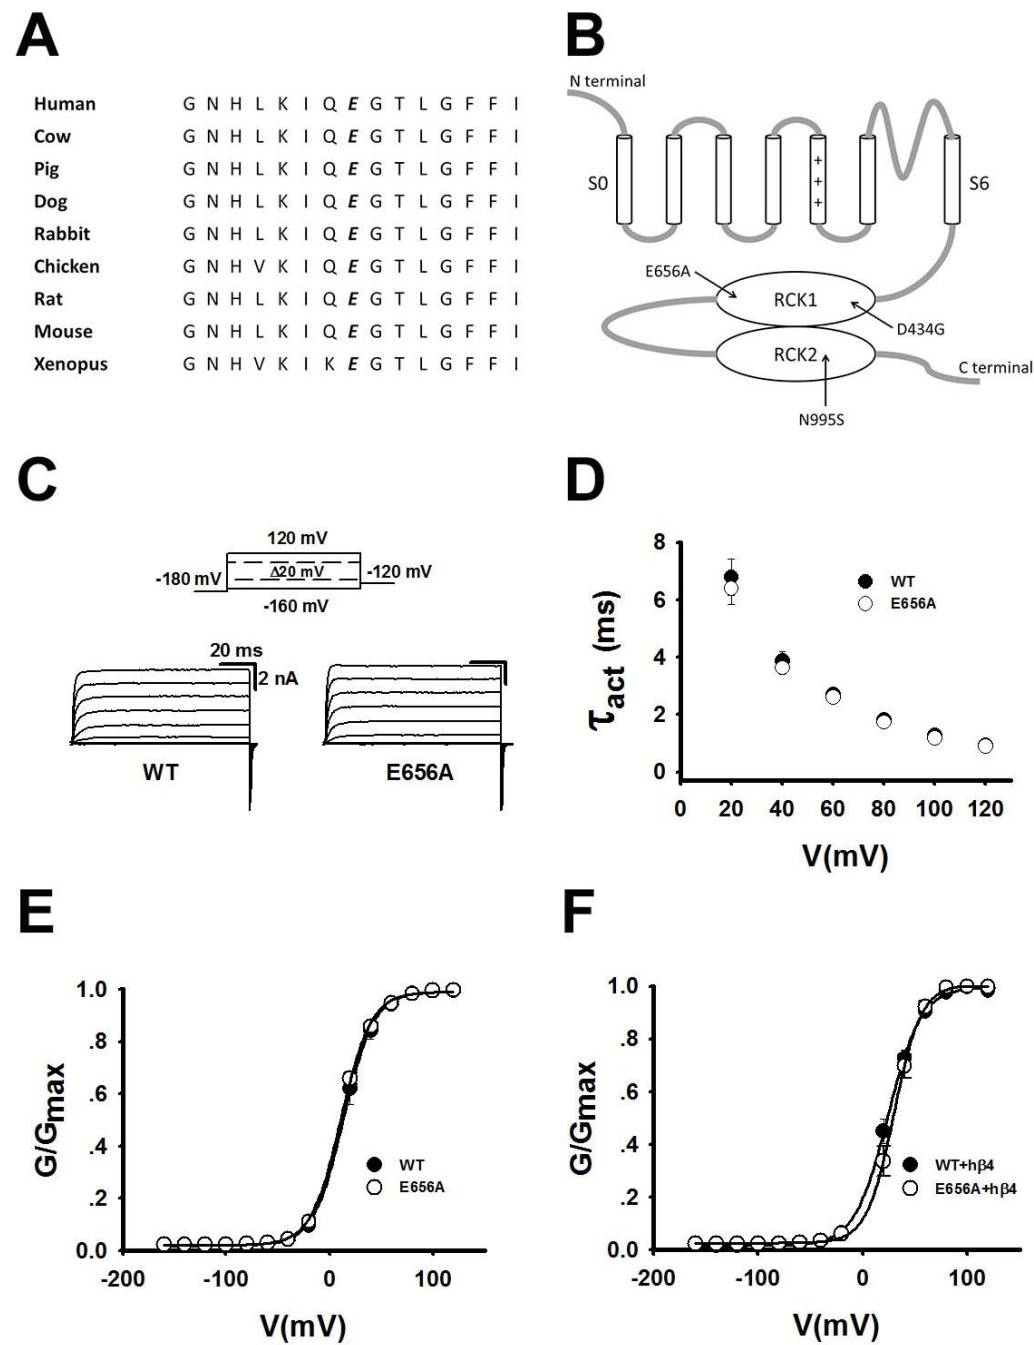 A
Human G N H L K I Q E G T L G F F I
Cow G N H L K I Q E G T L G F F I
Pig G N H L K I Q E G T L G F F I
Dog G N H L K I Q E G T L G F F I
Rabbit G N H L K I Q E G T L G F F I
Chicken G N H V K I Q E G T L G F F I
Rat G N H L K I Q E G T L G F F I
Mouse G N H L K I Q E G T L G F F I
Xenopus G N H V K I K E G T L G F F I
B
N terminal
S0
+
+
+
S6
E656A
RCK1
D434G
RCK2
C terminal
N995S
C
120 mV
-180 mV
Δ20 mV
-120 mV
-160 mV
20 ms
2 nA
WT
E656A
D
τact (ms)
8
6
4
2
0
WT
E656A
0 20 40 60 80 100 120
V(mV)
E
G/Gmax
1.0
.8
.6
.4
.2
0.0
WT
E656A
-200 -100 0 100
V(mV)
F
G/Gmax
1.0
.8
.6
.4
.2
0.0
WT+hβ4
E656A+hβ4
-200 -100 0 100
V(mV)